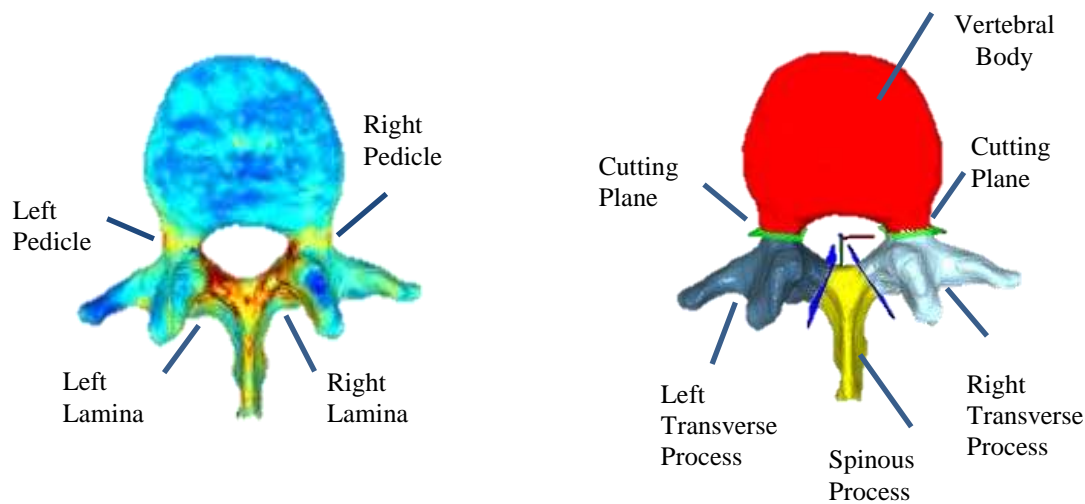 Right
Pedicle
Left
Pedicle
Left
Lamina
Right
Lamina
Vertebral
Body
Cutting
Plane
Cutting
Plane
Left
Transverse
Process
Spinous
Process
Right
Transverse
Process